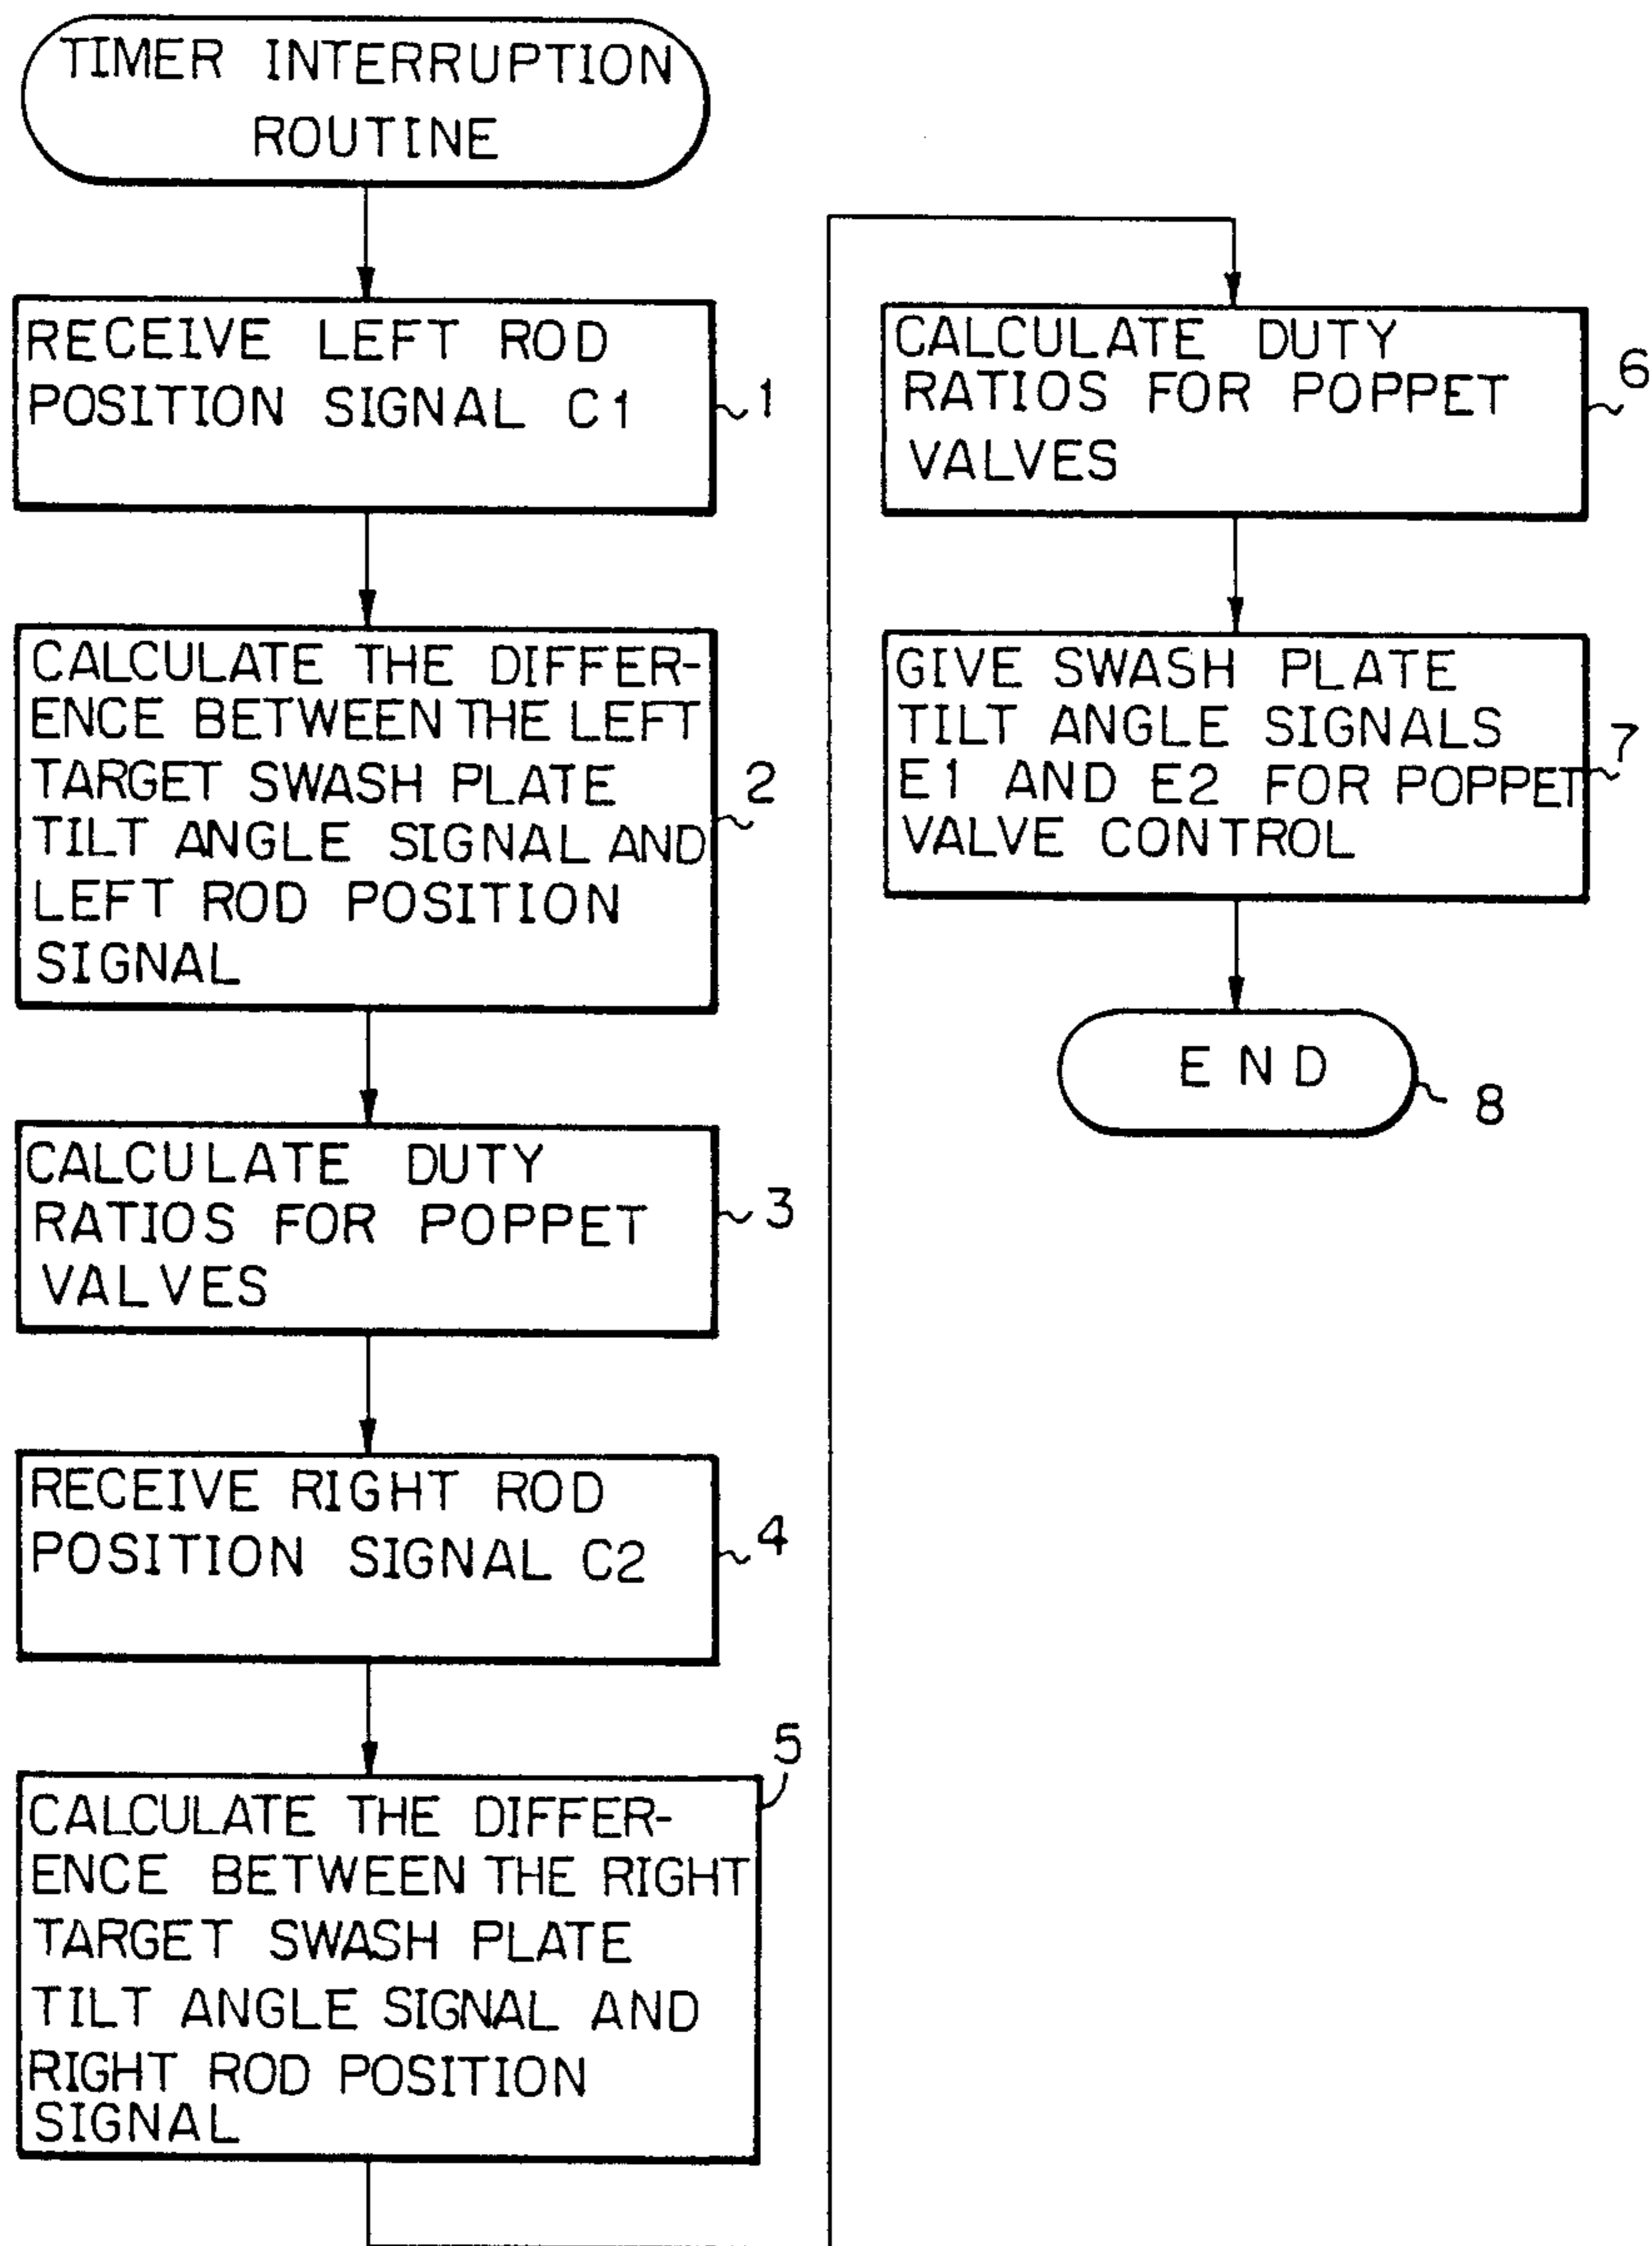 TIMER INTERRUPTION
ROUTINE
RECEIVE LEFT ROD
POSITION SIGNAL C1
1
CALCULATE THE DIFFER-
ENCE BETWEEN THE LEFT
TARGET SWASH PLATE
TILT ANGLE SIGNAL AND
LEFT ROD POSITION
SIGNAL
2
CALCULATE DUTY
RATIOS FOR POPPET
VALVES
3
RECEIVE RIGHT ROD
POSITION SIGNAL C2
4
CALCULATE THE DIFFER-
ENCE BETWEEN THE RIGHT
TARGET SWASH PLATE
TILT ANGLE SIGNAL AND
RIGHT ROD POSITION
SIGNAL
5
CALCULATE DUTY
RATIOS FOR POPPET
VALVES
6
GIVE SWASH PLATE
TILT ANGLE SIGNALS
E1 AND E2 FOR POPPET
VALVE CONTROL
7
END
8